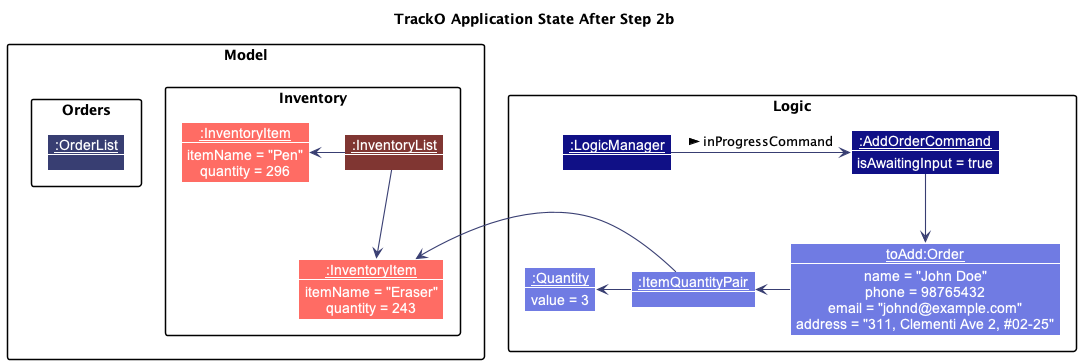 TrackO Application State After Step 2b
Model
Orders
:OrderList
Inventory
:InventoryItem
itemName = "Pen"
quantity = 296
:InventoryList
:InventoryItem
itemName = "Eraser"
quantity = 243
Logic
:LogicManager
inProgressCommand
:AddOrderCommand
isAwaitingInput = true
:Quantity
value = 3
:ItemQuantityPair
toAdd:Order
name = "John Doe"
phone = 98765432
email = "johnd@example.com"
address = "311, Clementi Ave 2, #02-25"